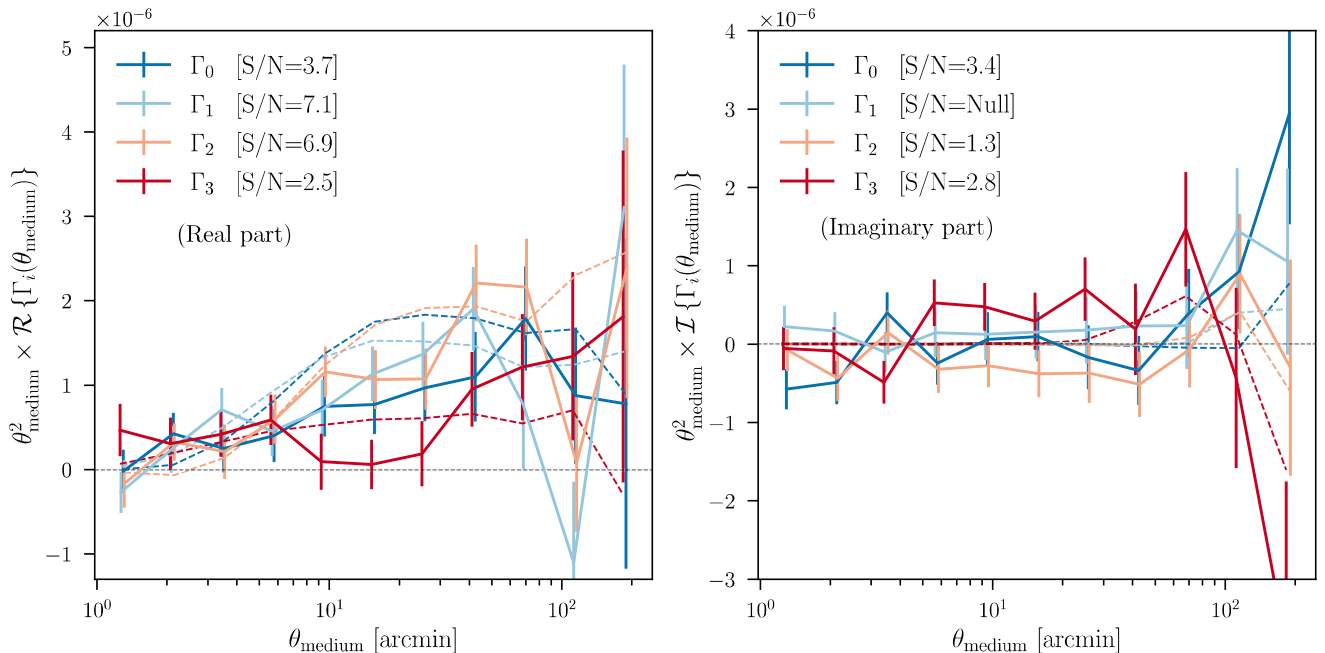 ×10⁻⁶
Γ₀ [S/N=3.7]
Γ₁ [S/N=7.1]
Γ₂ [S/N=6.9]
Γ₃ [S/N=2.5]
(Real part)
5
4
3
2
1
0
−1
θ²medium × ℛ {Γᵢ(θmedium)}
10⁰
10¹
10²
θmedium [arcmin]
×10⁻⁶
Γ₀ [S/N=3.4]
Γ₁ [S/N=Null]
Γ₂ [S/N=1.3]
Γ₃ [S/N=2.8]
(Imaginary part)
4
3
2
1
0
−1
−2
−3
θ²medium × ℐ {Γᵢ(θmedium)}
10⁰
10¹
10²
θmedium [arcmin]